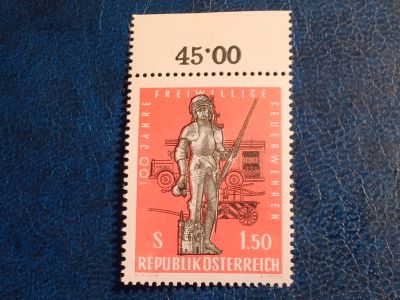 45·00
100 JAHRE FREIWILLIGE FEUERWEHREN
S 1.50
REPUBLIK ÖSTERREICH